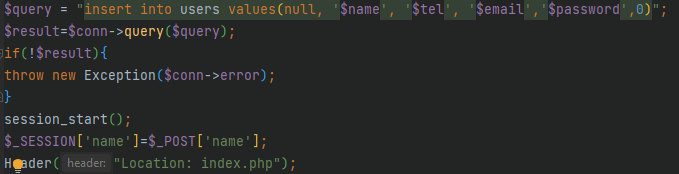 $query = "insert into users values(null, '$name', '$tel', '$email','$password',0)";
$result=$conn->query($query);
if(!$result){
throw new Exception($conn->error);
}
session_start();
$_SESSION['name']=$_POST['name'];
Header( header: "Location: index.php");